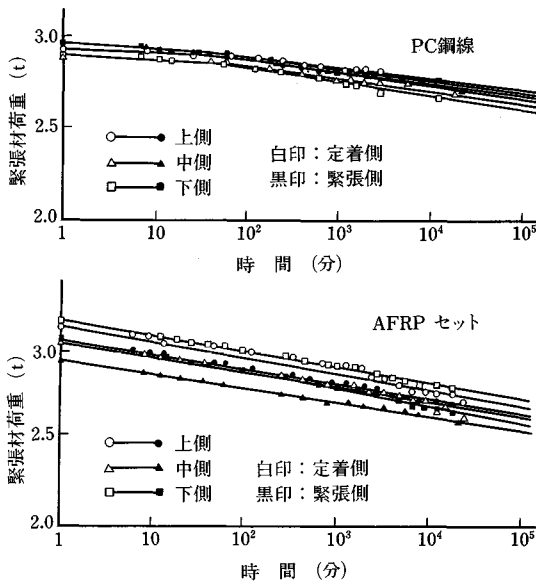 PC鋼線
緊張材荷重 (t)
3.0
2.5
2.0
上側
中側
下側
白印：定着側
黒印：緊張側
1
10
10²
10³
10⁴
10⁵
時 間 (分)
AFRP セット
緊張材荷重 (t)
3.0
2.5
2.0
上側
中側
下側
白印：定着側
黒印：緊張側
1
10
10²
10³
10⁴
10⁵
時 間 (分)